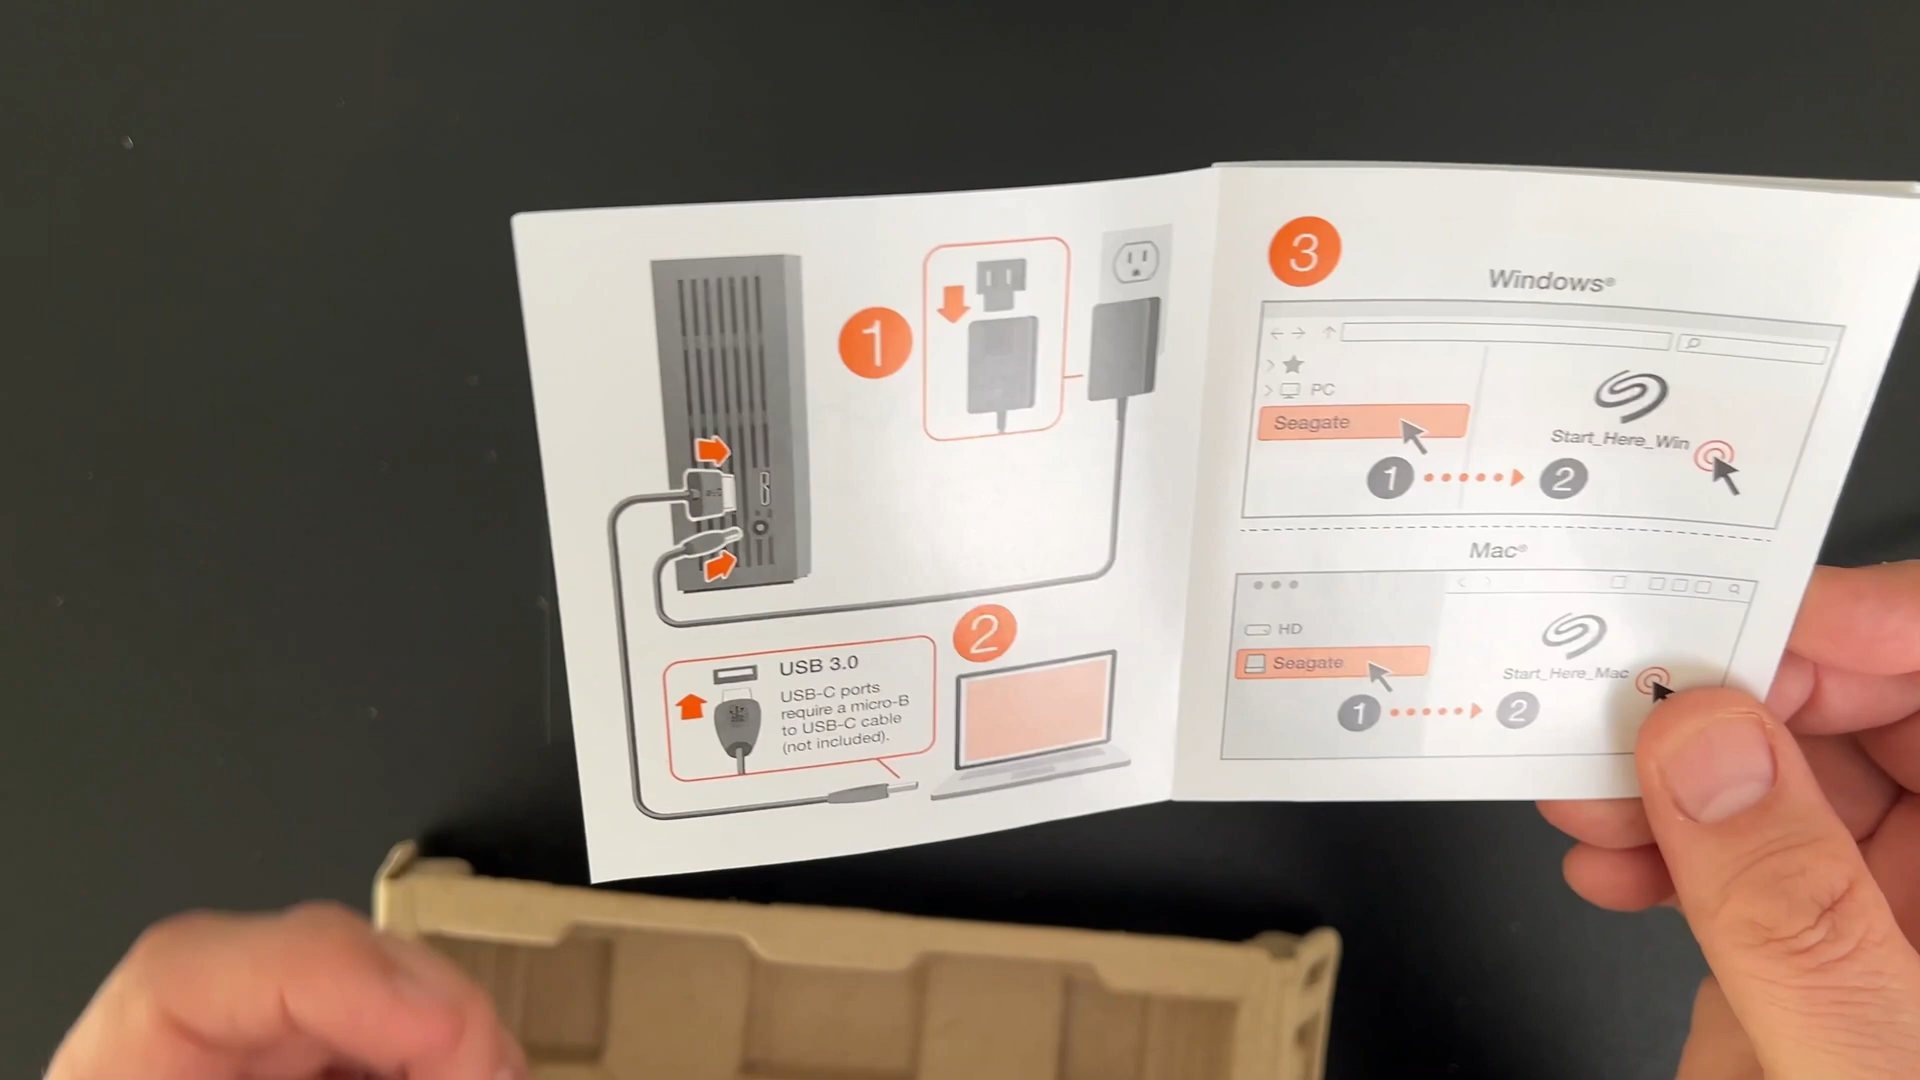 1
2
USB 3.0
USB-C ports
require a micro-B
to USB-C cable
(not included).
3
Windows®
PC
Seagate
Start_Here_Win
1 2
Mac®
HD
Seagate
Start_Here_Mac
1 2